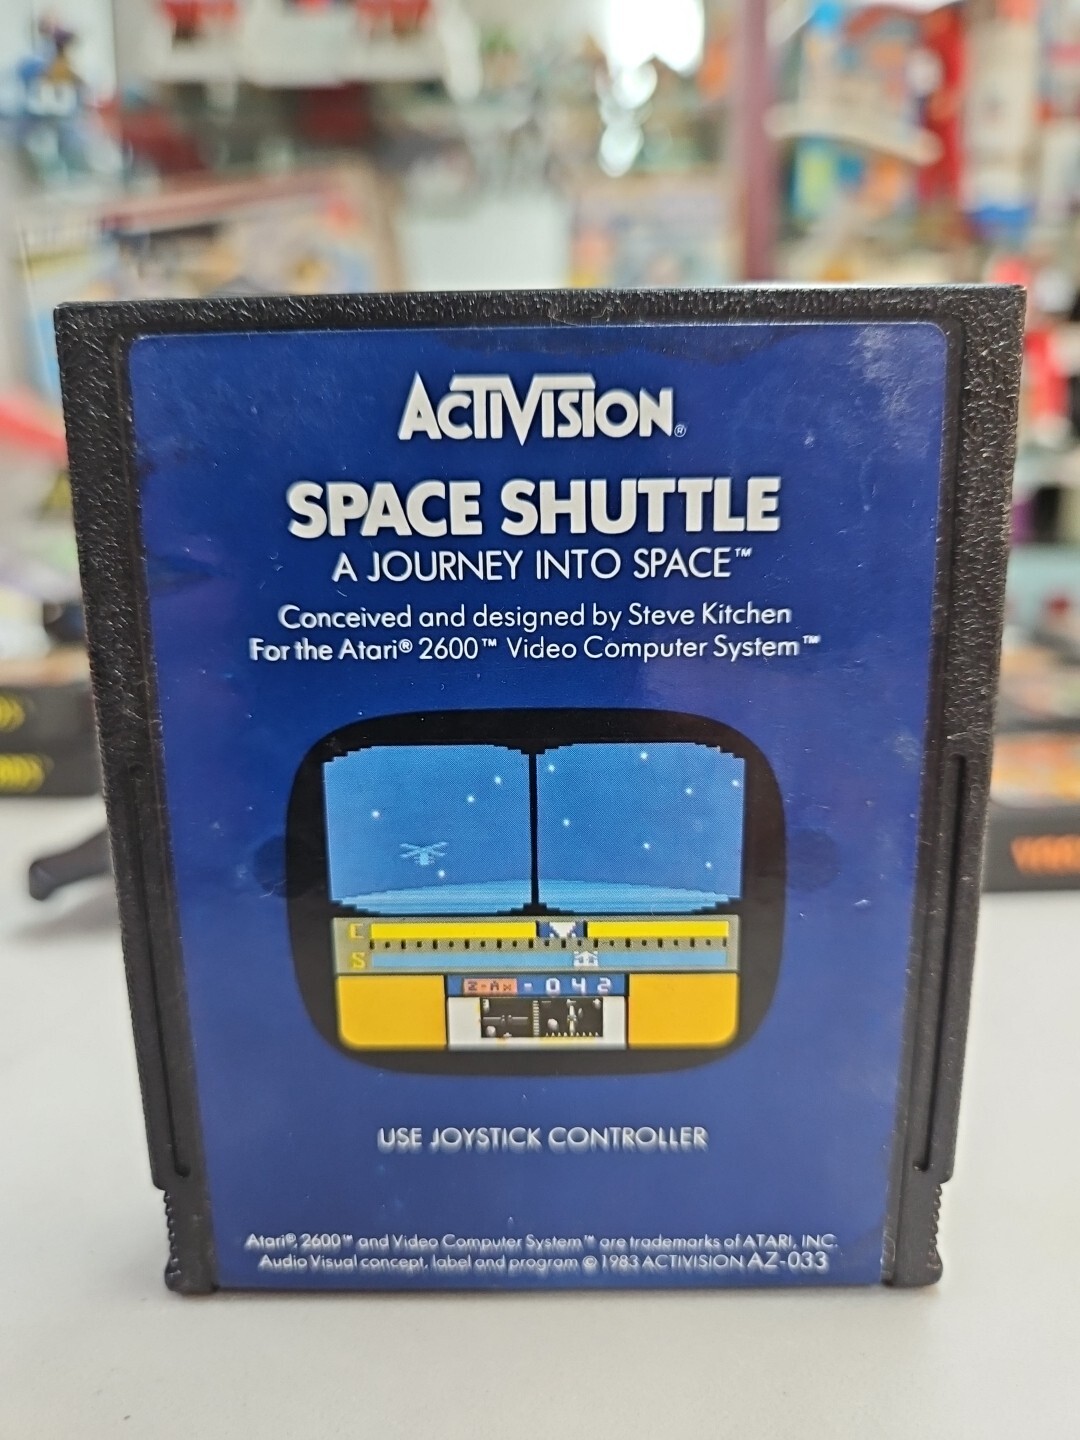 ACTIVISION®
SPACE SHUTTLE
A JOURNEY INTO SPACE™
Conceived and designed by Steve Kitchen
For the Atari® 2600™ Video Computer System™
C
S
Z-Ax = 042
USE JOYSTICK CONTROLLER
Atari®, 2600™ and Video Computer System™ are trademarks of ATARI, INC.
Audio Visual concept, label and program © 1983 ACTIVISION AZ-033